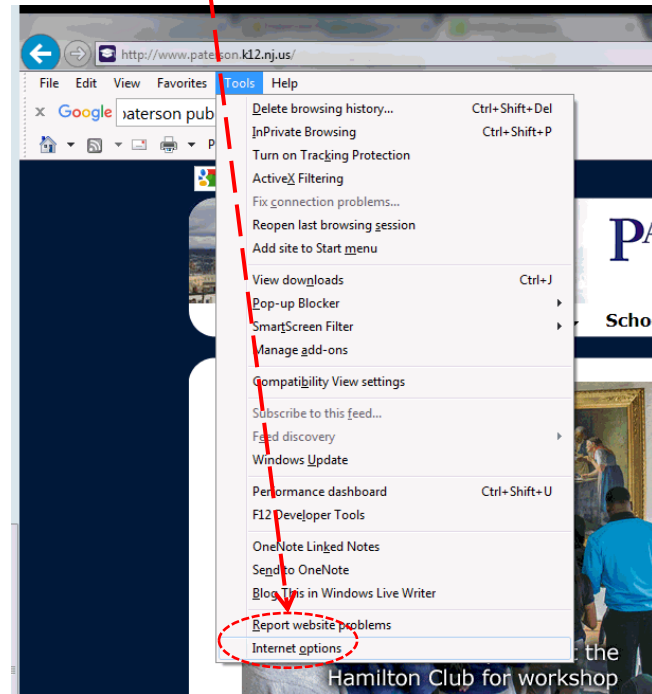 http://www.paterson.k12.nj.us/
File Edit View Favorites Tools Help
x Google paterson pub
P
Delete browsing history... Ctrl+Shift+Del
InPrivate Browsing Ctrl+Shift+P
Turn on Tracking Protection
ActiveX Filtering
Fix connection problems...
Reopen last browsing session
Add site to Start menu
View downloads Ctrl+J
Pop-up Blocker
SmartScreen Filter
Manage add-ons
Compatibility View settings
Subscribe to this feed...
Feed discovery
Windows Update
Performance dashboard Ctrl+Shift+U
F12 Developer Tools
OneNote Linked Notes
Send to OneNote
Blog This in Windows Live Writer
Report website problems
Internet options
PA
Scho
the
Hamilton Club for workshop